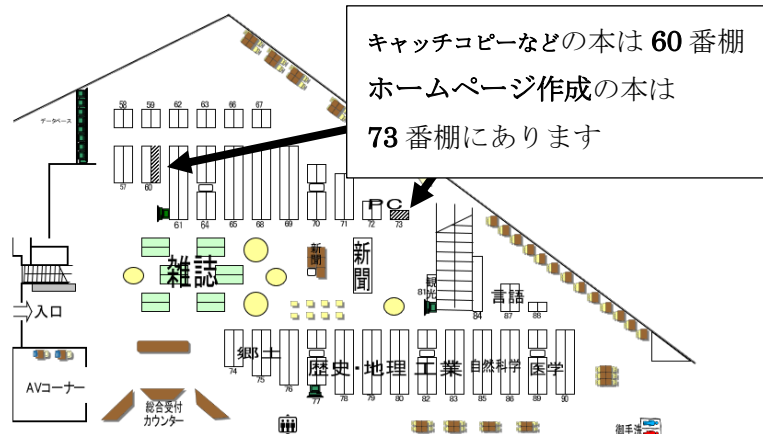 キャッチコピーなどの本は 60 番棚
ホームページ作成の本は
73 番棚にあります
58 59 62 63 66 67
データベース
57 60 61 64 65 68 69 70 71 72 73
PC
雑誌
新聞
新聞
観光
81
84
言語
87 88
入口
郷土
歴史・地理
工業
自然科学
医学
74 75 76 77 78 79 80 82 83 85 86 89 90
AVコーナー
総合受付
カウンター
御手洗